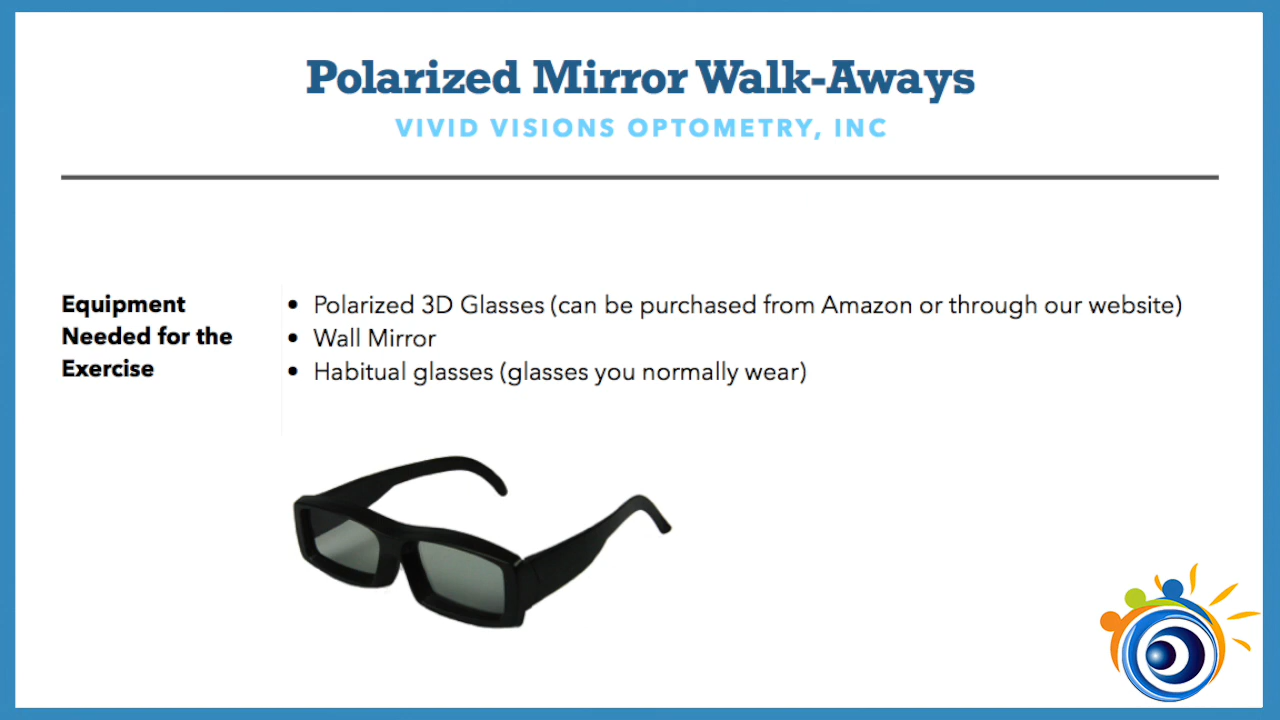 Polarized Mirror Walk-Aways
VIVID VISIONS OPTOMETRY, INC
Equipment
Needed for the
Exercise
• Polarized 3D Glasses (can be purchased from Amazon or through our website)
• Wall Mirror
• Habitual glasses (glasses you normally wear)